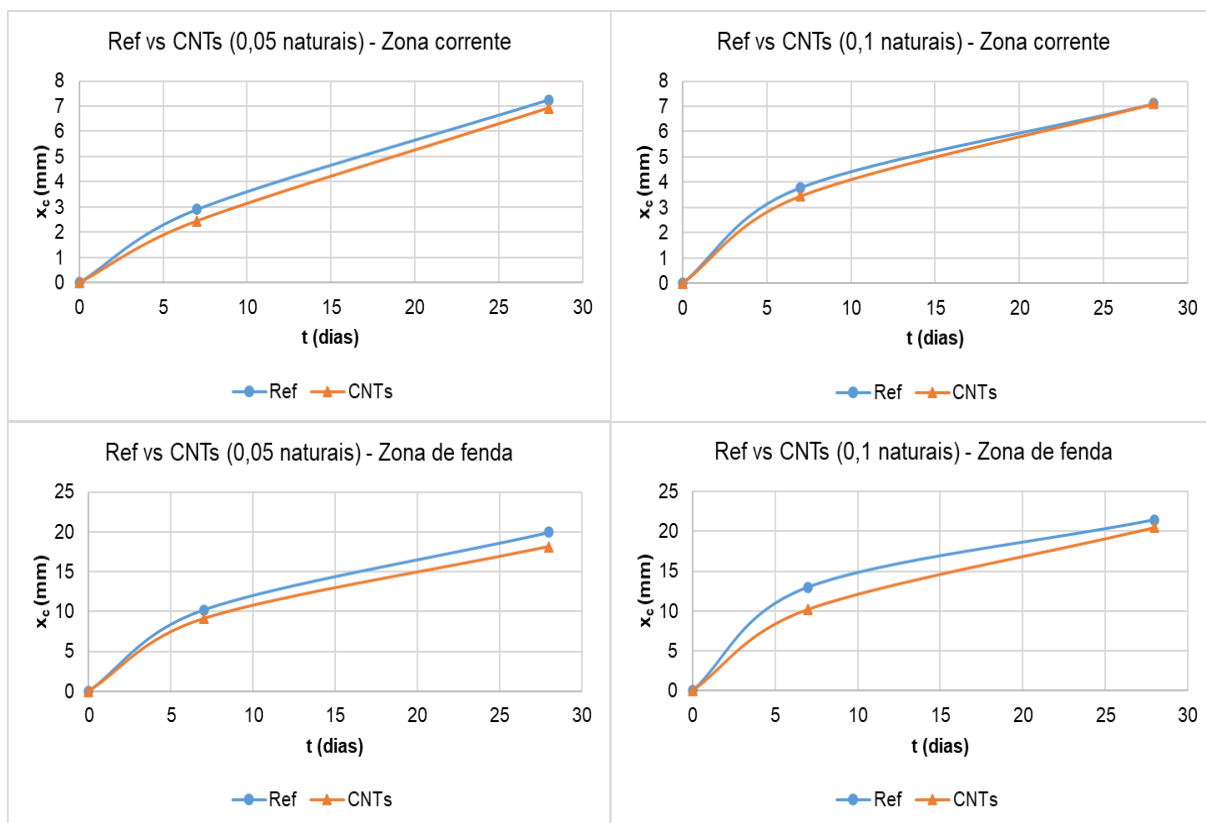 Ref vs CNTs (0,05 naturais) - Zona corrente
8
7
6
5
4
3
2
1
0
x_c (mm)
0 5 10 15 20 25 30
t (dias)
Ref CNTs
Ref vs CNTs (0,1 naturais) - Zona corrente
8
7
6
5
4
3
2
1
0
x_c (mm)
0 5 10 15 20 25 30
t (dias)
Ref CNTs
Ref vs CNTs (0,05 naturais) - Zona de fenda
25
20
15
10
5
0
x_c (mm)
0 5 10 15 20 25 30
t (dias)
Ref CNTs
Ref vs CNTs (0,1 naturais) - Zona de fenda
25
20
15
10
5
0
x_c (mm)
0 5 10 15 20 25 30
t (dias)
Ref CNTs